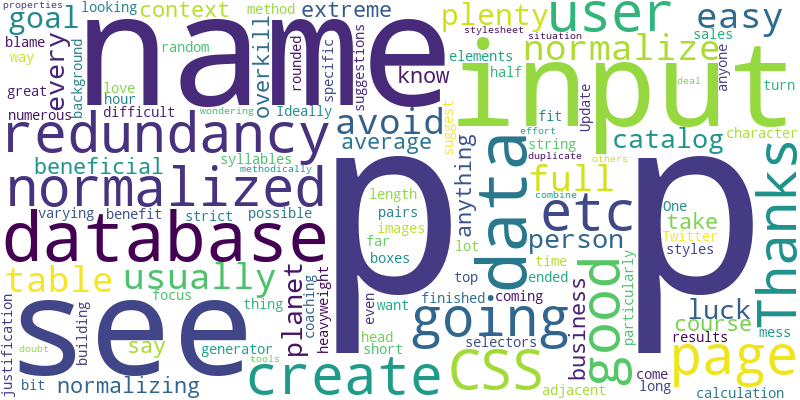 properties looking method extreme plenty user easy
goal context name
blame random rounded specific suggestions stylesheet situation sales
way background love overkill know elements normalize half anyone
every great hour Ideally suggest input turn
numerous difficult avoid deal
redundancy string fit Update effort catalog character
beneficial syllables average duplicate others
normalized methodically wondering length anything data full combine
p p
varying benefit strict possible pairs images etc One take
database far boxes lot person Twitter styles Thanks
table usually focus planet coaching heavyweight time particularly
see thing even want top ended good luck
justification building say generator finished coming business course
head going selectors results mess
doubt bit tools short CSS come page
normalizing create adjacent long calculation